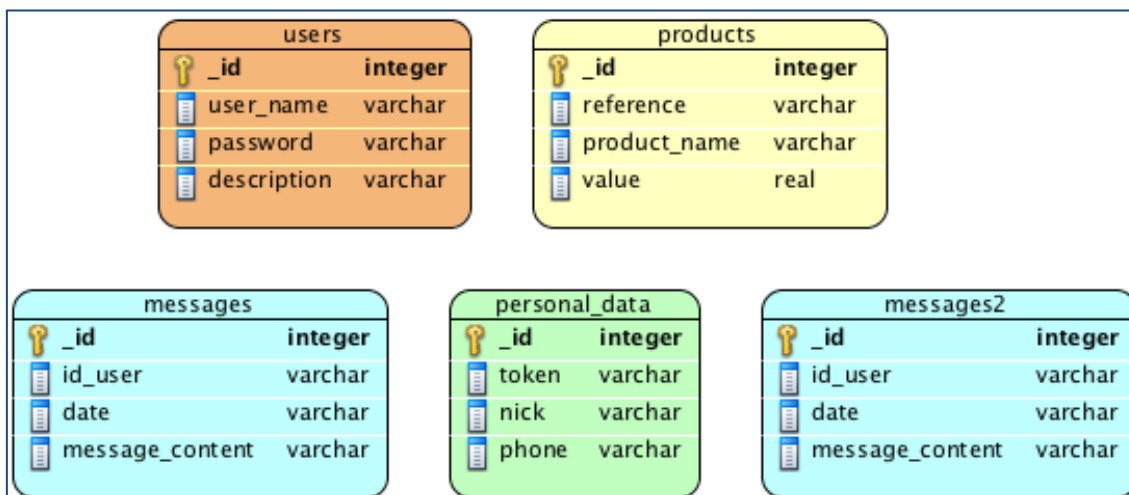 users
_id integer
user_name varchar
password varchar
description varchar
products
_id integer
reference varchar
product_name varchar
value real
messages
_id integer
id_user varchar
date varchar
message_content varchar
personal_data
_id integer
token varchar
nick varchar
phone varchar
messages2
_id integer
id_user varchar
date varchar
message_content varchar